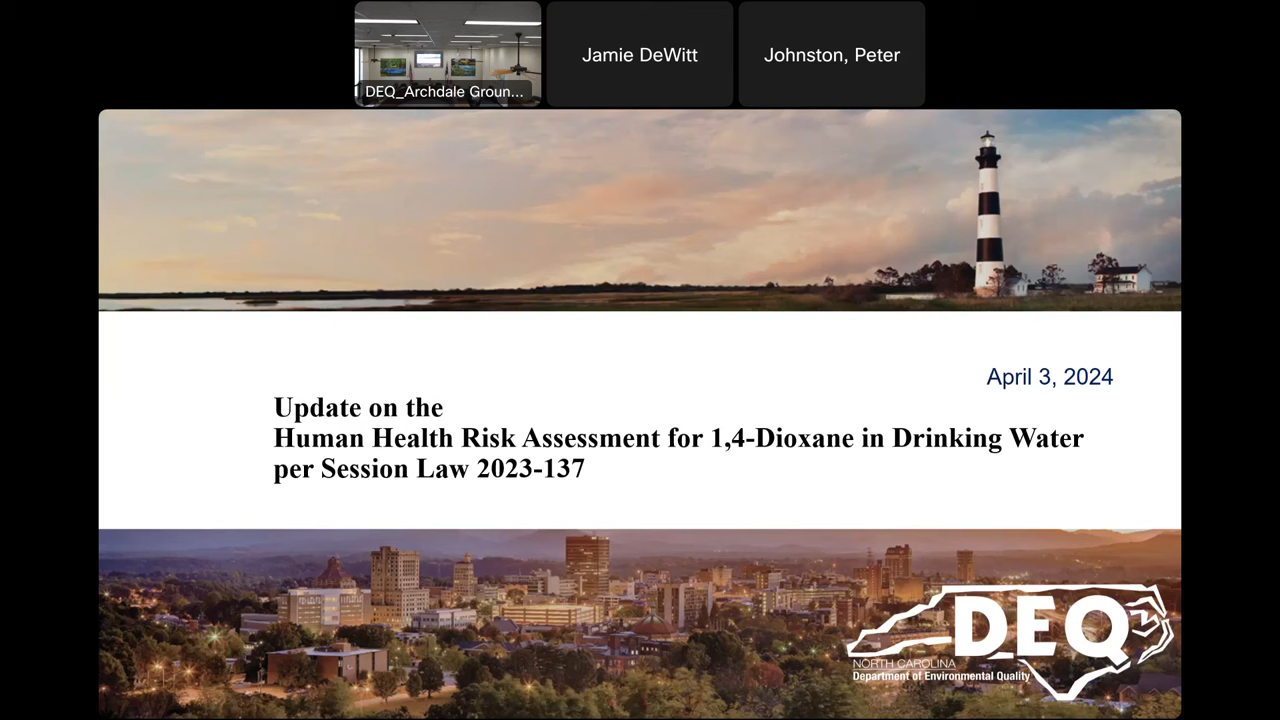 DEQ_Archdale Groun...
Jamie DeWitt
Johnston, Peter
April 3, 2024
Update on the
Human Health Risk Assessment for 1,4-Dioxane in Drinking Water
per Session Law 2023-137
DEQ
NORTH CAROLINA
Department of Environmental Quality